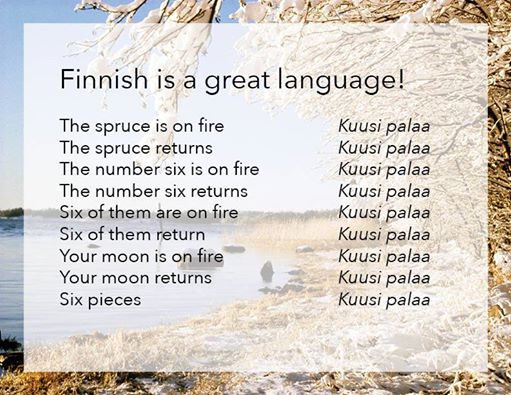 Finnish is a great language!
The spruce is on fire Kuusi palaa
The spruce returns Kuusi palaa
The number six is on fire Kuusi palaa
The number six returns Kuusi palaa
Six of them are on fire Kuusi palaa
Six of them return Kuusi palaa
Your moon is on fire Kuusi palaa
Your moon returns Kuusi palaa
Six pieces Kuusi palaa